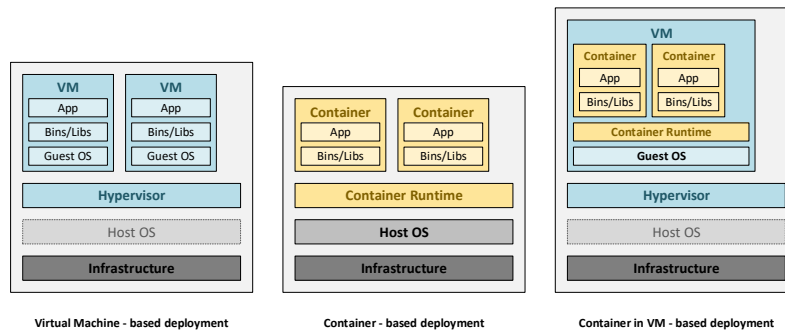 VM
VM
App
App
Bins/Libs
Bins/Libs
Guest OS
Guest OS
Hypervisor
Host OS
Infrastructure
Virtual Machine - based deployment
Container
Container
App
App
Bins/Libs
Bins/Libs
Container Runtime
Host OS
Infrastructure
Container - based deployment
VM
Container
Container
App
App
Bins/Libs
Bins/Libs
Container Runtime
Guest OS
Hypervisor
Host OS
Infrastructure
Container in VM - based deployment